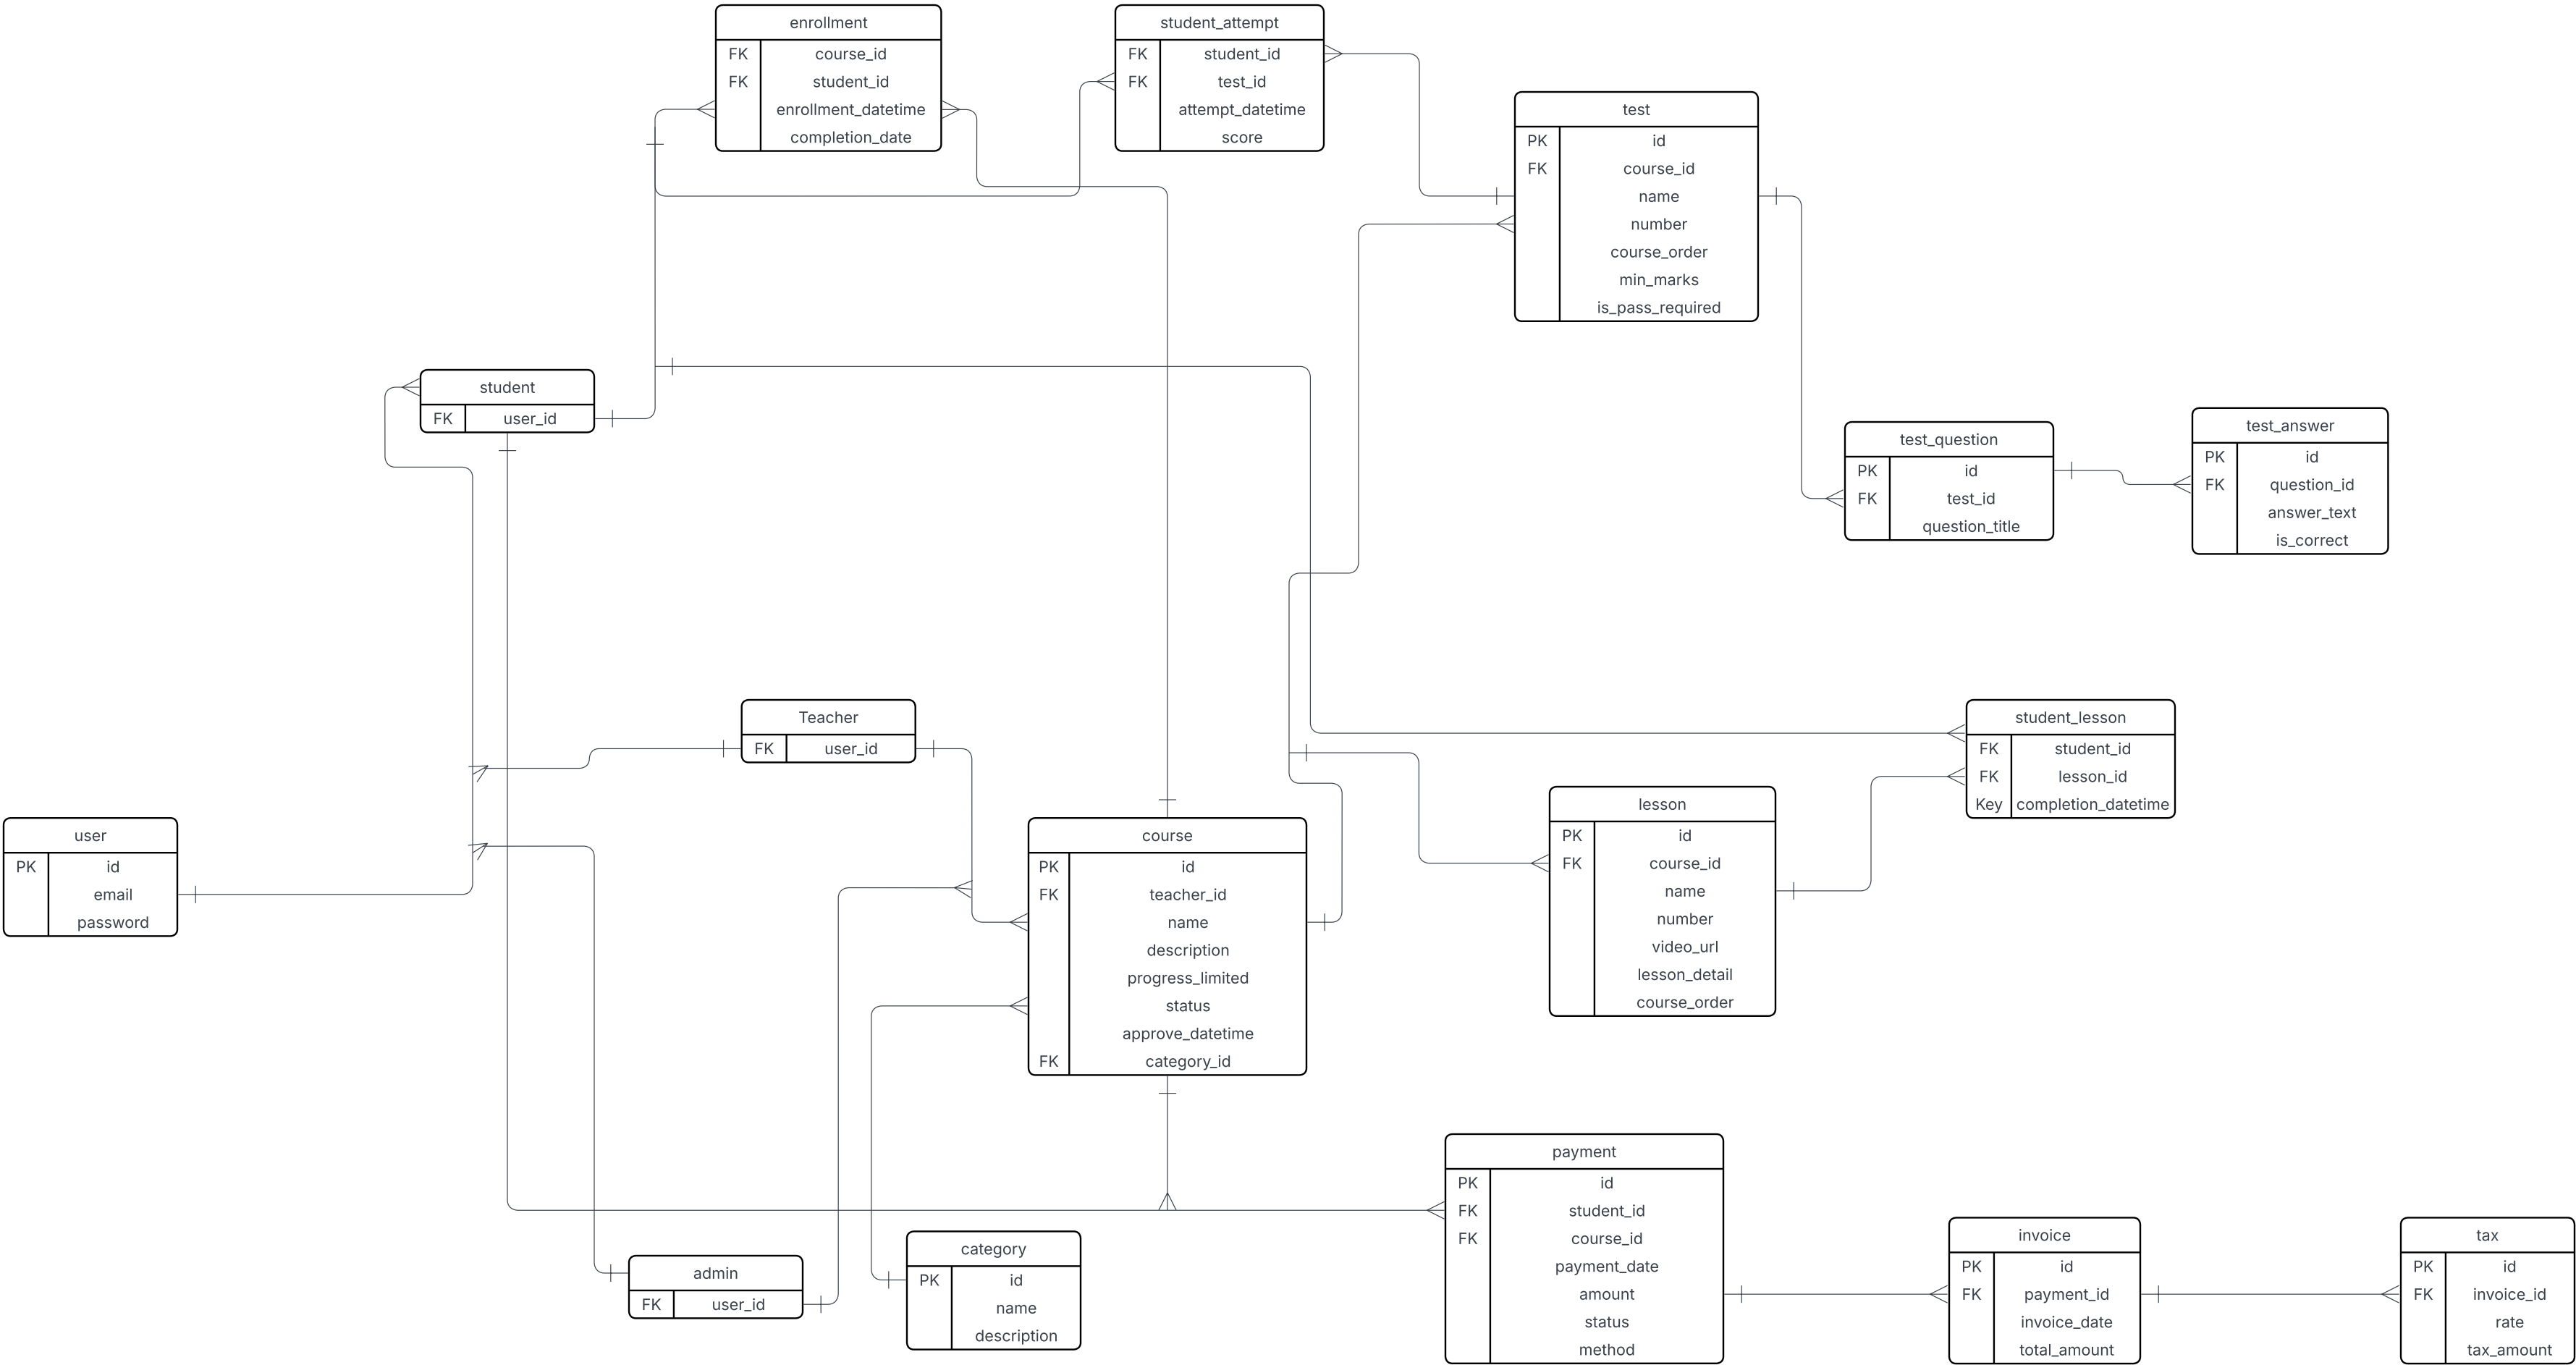 enrollment
FK course_id
FK student_id
enrollment_datetime
completion_date
student_attempt
FK student_id
FK test_id
attempt_datetime
score
test
PK id
FK course_id
name
number
course_order
min_marks
is_pass_required
student
FK user_id
test_question
PK id
FK test_id
question_title
test_answer
PK id
FK question_id
answer_text
is_correct
Teacher
FK user_id
student_lesson
FK student_id
FK lesson_id
Key completion_datetime
user
PK id
email
password
course
PK id
FK teacher_id
name
description
progress_limited
status
approve_datetime
FK category_id
lesson
PK id
FK course_id
name
number
video_url
lesson_detail
course_order
payment
PK id
FK student_id
FK course_id
payment_date
amount
status
method
admin
FK user_id
category
PK id
name
description
invoice
PK id
FK payment_id
invoice_date
total_amount
tax
PK id
FK invoice_id
rate
tax_amount